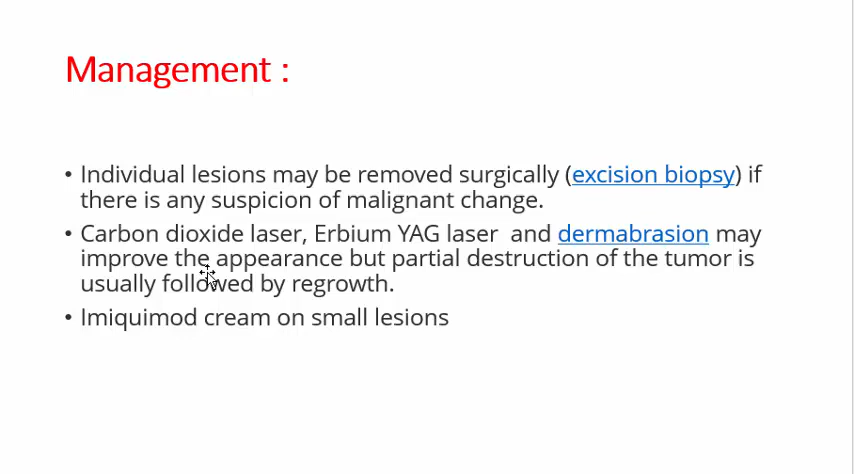 Management :
• Individual lesions may be removed surgically (excision biopsy) if
there is any suspicion of malignant change.
• Carbon dioxide laser, Erbium YAG laser  and dermabrasion may
improve the appearance but partial destruction of the tumor is
usually followed by regrowth.
• Imiquimod cream on small lesions